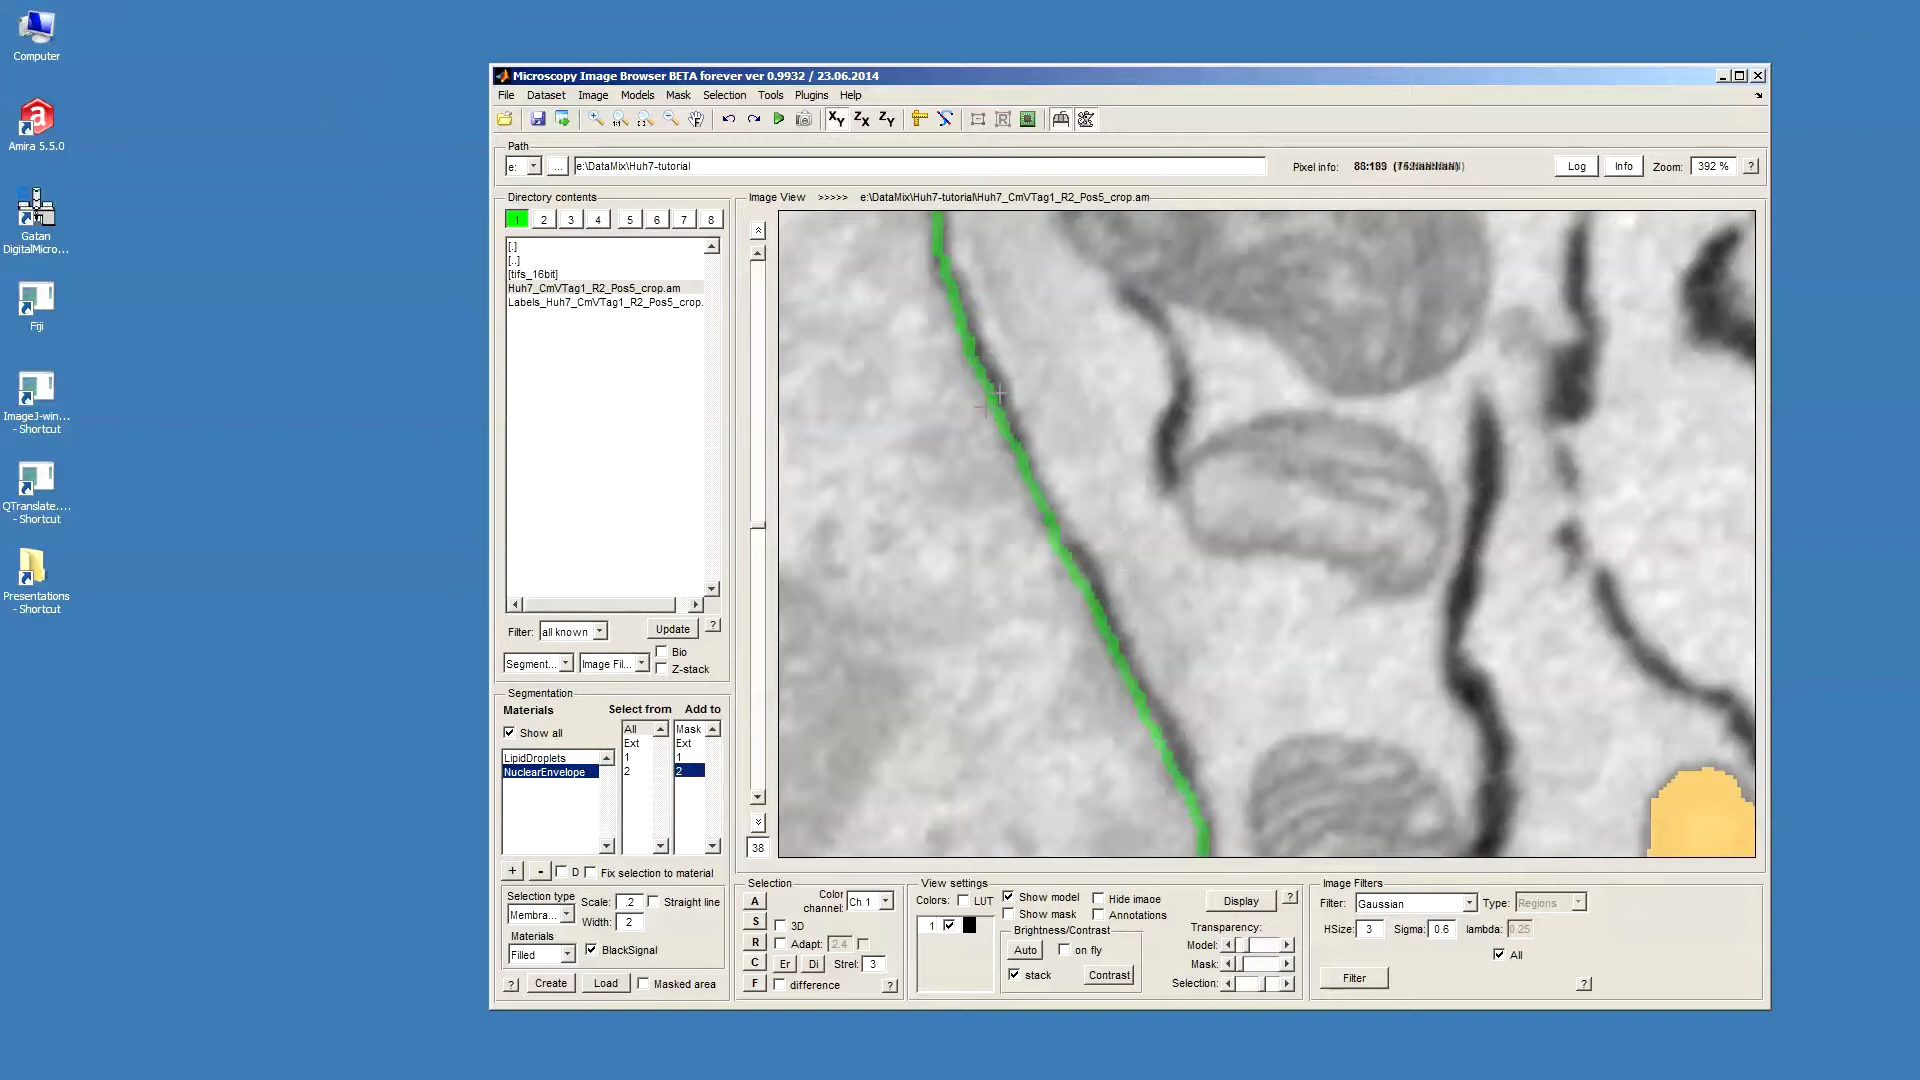 Computer
Amira 5.5.0
Gatan
DigitalMicro...
Fiji
ImageJ-win...
- Shortcut
QTranslate....
- Shortcut
Presentations
- Shortcut
Microscopy Image Browser BETA forever ver 0.9932 / 23.06.2014
File Dataset Image Models Mask Selection Tools Plugins Help
XY ZX ZY
Path
e: ... e:\DataMix\Huh7-tutorial
Pixel info: Log Info Zoom: 392 % ?
Directory contents
1 2 3 4 5 6 7 8
[.]
[..]
[tifs_16bit]
Huh7_CmVTag1_R2_Pos5_crop.am
Labels_Huh7_CmVTag1_R2_Pos5_crop.
Filter: all known Update ?
Segment... Image Fil... Bio
Z-stack
Image View >>>>> e:\DataMix\Huh7-tutorial\Huh7_CmVTag1_R2_Pos5_crop.am
38
Segmentation
Materials Select from Add to
Show all
LipidDroplets
NuclearEnvelope
All
Ext
1
2
Mask
Ext
1
2
+ - D Fix selection to material
Selection type Scale: .2 Straight line
Membra... Width: 2
Materials
Filled BlackSignal
? Create Load Masked area
Selection
A Color channel: Ch 1
S 3D
R Adapt: 2.4
C Er Di Strel: 3
F difference ?
View settings
Colors: LUT Show model Hide image Display ?
Show mask Annotations
1
Brightness/Contrast
Auto on fly
stack Contrast
Transparency:
Model:
Mask:
Selection:
Image Filters
Filter: Gaussian Type: Regions
HSize: 3 Sigma: 0.6 lambda: 0.25
All
Filter ?